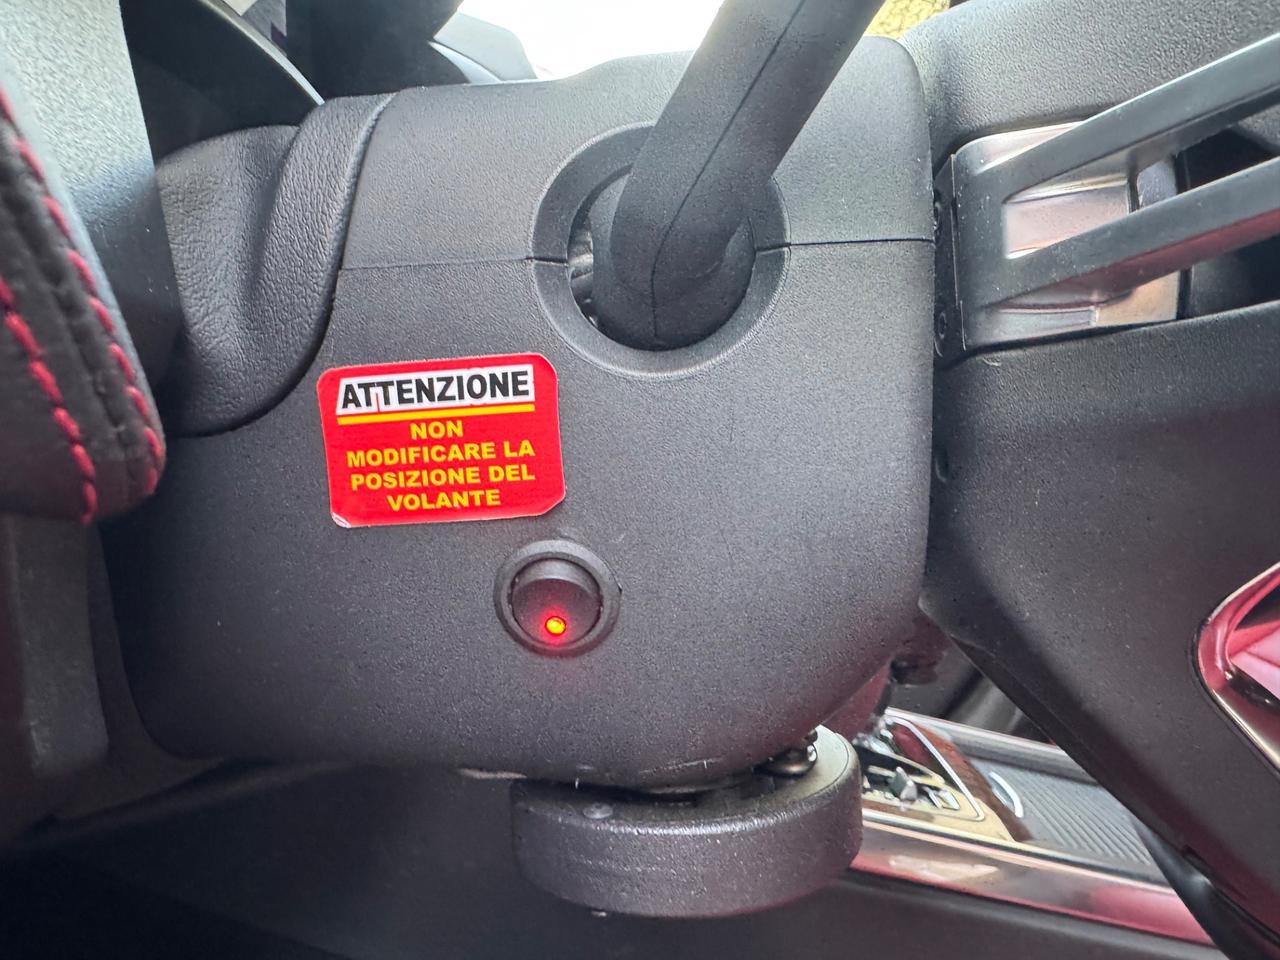 ATTENZIONE
NON
MODIFICARE LA
POSIZIONE DEL
VOLANTE